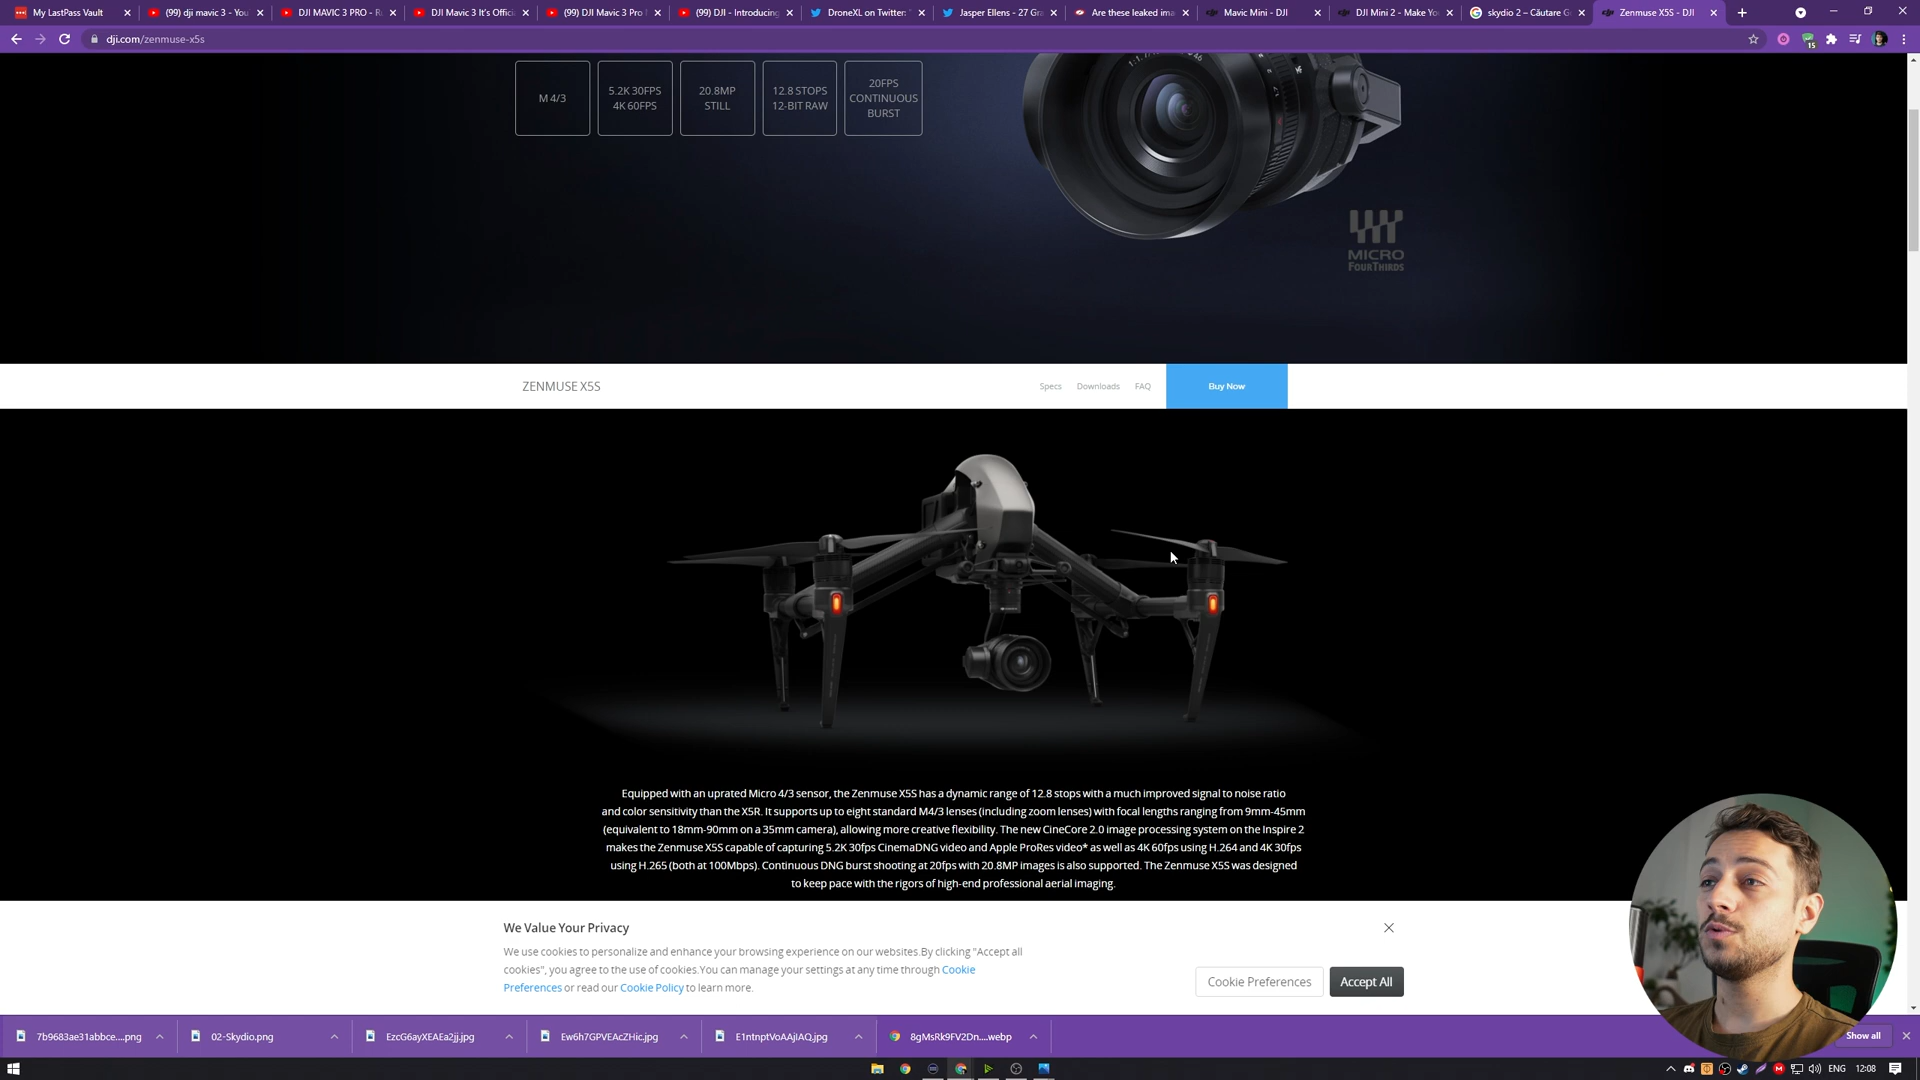 My LastPass Vault
(99) dji mavic 3 - You
DJI MAVIC 3 PRO - R
DJI Mavic 3 It's Offici
(99) DJI Mavic 3 Pro
(99) DJI - Introducing
DroneXL on Twitter:
Jasper Ellens - 27 Gra
Are these leaked ima
Mavic Mini - DJI
DJI Mini 2 - Make Yo
skydio 2 – Căutare G
Zenmuse X5S - DJI
dji.com/zenmuse-x5s
15
M 4/3
5.2K 30FPS
4K 60FPS
20.8MP
STILL
12.8 STOPS
12-BIT RAW
20FPS
CONTINUOUS
BURST
MICRO
FOURTHIRDS
ZENMUSE X5S
Specs
Downloads
FAQ
Buy Now
Equipped with an uprated Micro 4/3 sensor, the Zenmuse X5S has a dynamic range of 12.8 stops with a much improved signal to noise ratio
and color sensitivity than the X5R. It supports up to eight standard M4/3 lenses (including zoom lenses) with focal lengths ranging from 9mm-45mm
(equivalent to 18mm-90mm on a 35mm camera), allowing more creative flexibility. The new CineCore 2.0 image processing system on the Inspire 2
makes the Zenmuse X5S capable of capturing 5.2K 30fps CinemaDNG video and Apple ProRes video* as well as 4K 60fps using H.264 and 4K 30fps
using H.265 (both at 100Mbps). Continuous DNG burst shooting at 20fps with 20.8MP images is also supported. The Zenmuse X5S was designed
to keep pace with the rigors of high-end professional aerial imaging.
We Value Your Privacy
We use cookies to personalize and enhance your browsing experience on our websites.By clicking "Accept all
cookies", you agree to the use of cookies.You can manage your settings at any time through Cookie
Preferences or read our Cookie Policy to learn more.
Cookie Preferences
Accept All
7b9683ae31abbce....png
02-Skydio.png
EzcG6ayXEAEa2jj.jpg
Ew6h7GPVEAcZHic.jpg
E1ntnptVoAAjIAQ.jpg
8gMsRk9FV2Dn....webp
Show all
ENG
12:08